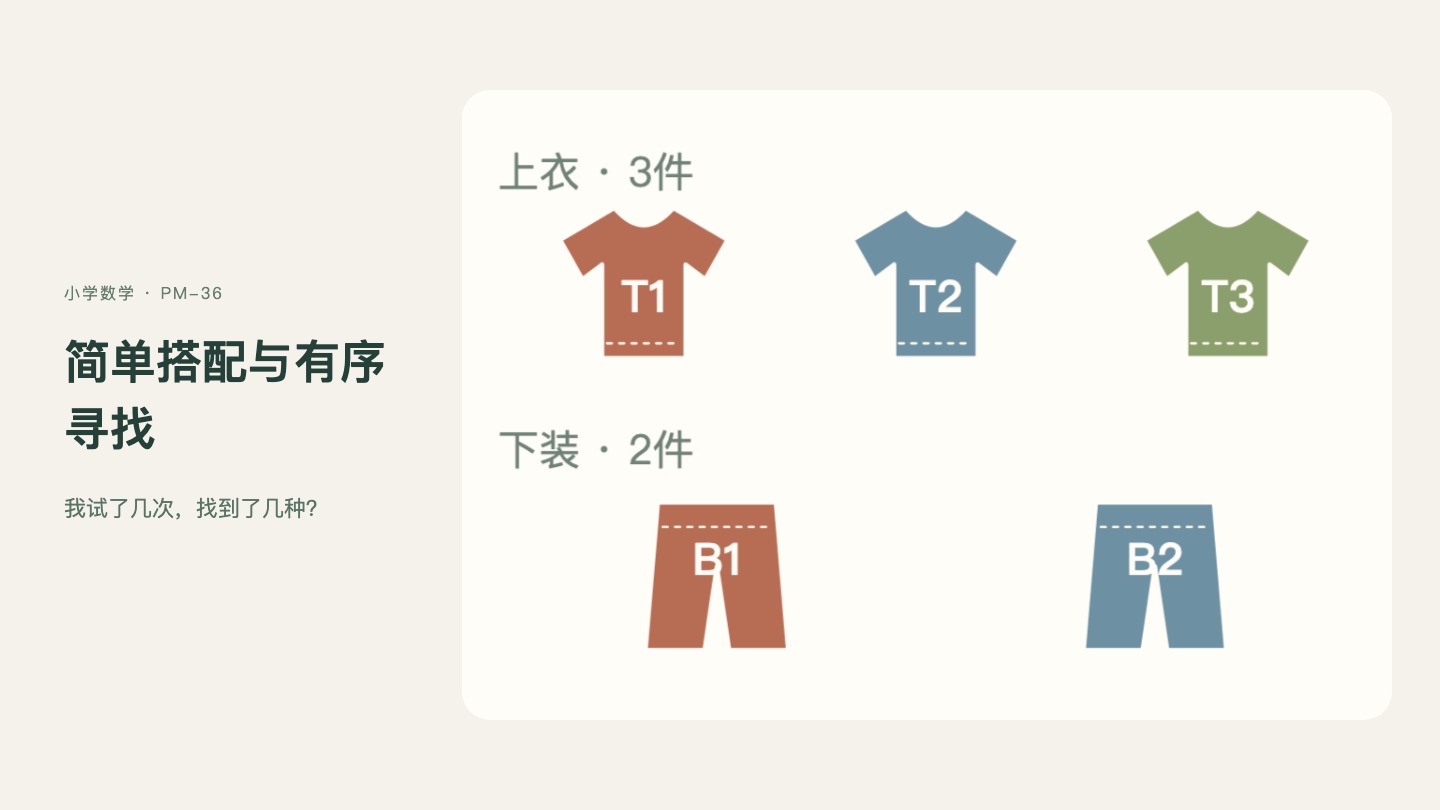 小学数学 · PM-36
简单搭配与有序
寻找
我试了几次，找到了几种?
上衣 · 3件
T1
T2
T3
下装 · 2件
B1
B2